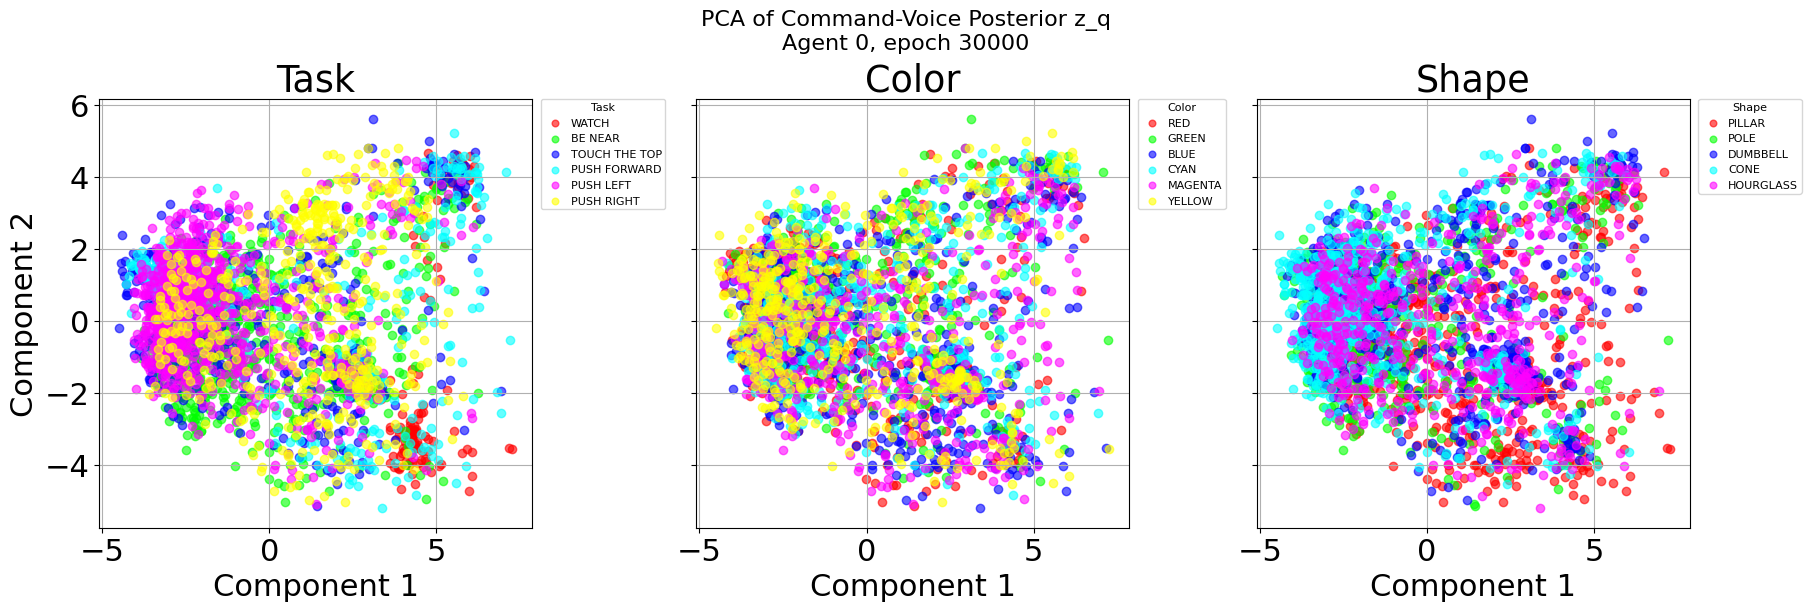 PCA of Command-Voice Posterior z_q
Agent 0, epoch 30000
Task
Component 2
6
4
2
0
−2
−4
−5
0
5
Component 1
Task
WATCH
BE NEAR
TOUCH THE TOP
PUSH FORWARD
PUSH LEFT
PUSH RIGHT
Color
−5
0
5
Component 1
Color
RED
GREEN
BLUE
CYAN
MAGENTA
YELLOW
Shape
−5
0
5
Component 1
Shape
PILLAR
POLE
DUMBBELL
CONE
HOURGLASS